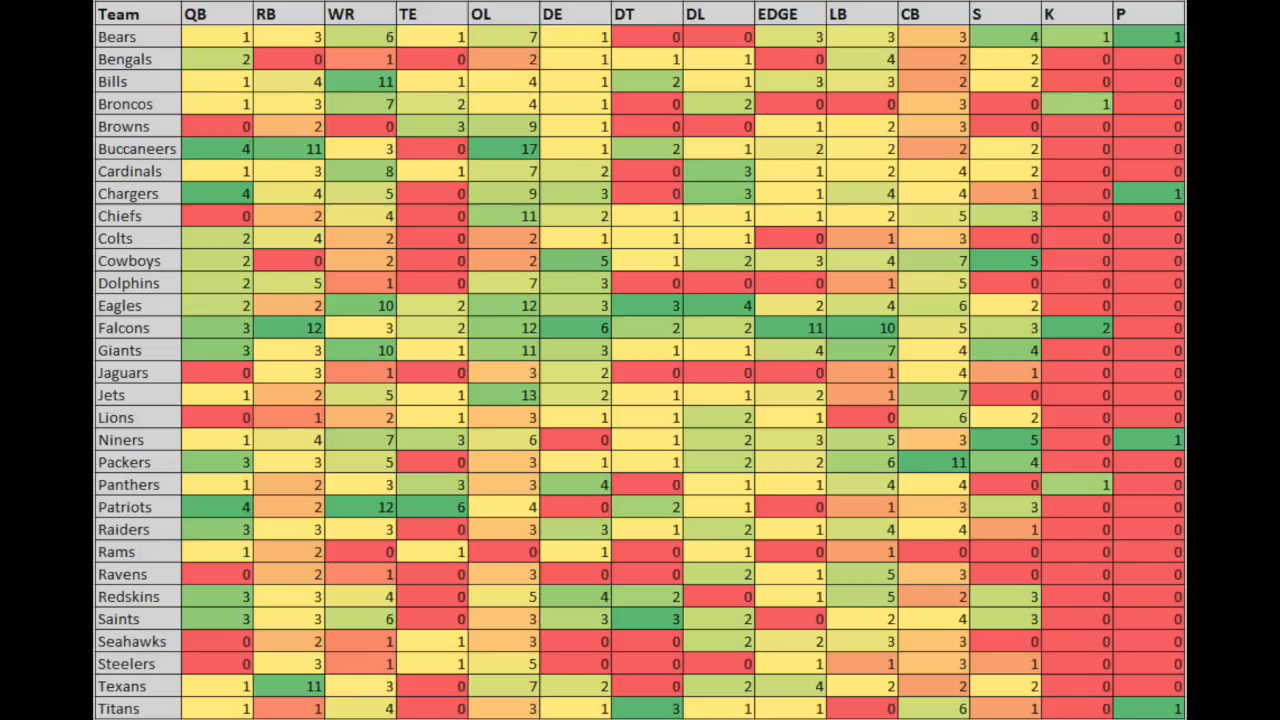 Team QB RB WR TE OL DE DT DL EDGE LB CB S K P
Bears 1 3 6 1 7 1 0 0 3 3 3 4 1 1
Bengals 2 0 1 0 2 1 1 1 0 4 2 2 0 0
Bills 1 4 11 1 4 1 2 1 3 3 2 2 0 0
Broncos 1 3 7 2 4 1 0 2 0 0 3 0 1 0
Browns 0 2 0 3 9 1 0 0 1 2 3 0 0 0
Buccaneers 4 11 3 0 17 1 2 1 2 2 2 2 0 0
Cardinals 1 3 8 1 7 2 0 3 1 2 4 2 0 0
Chargers 4 4 5 0 9 3 0 3 1 4 4 1 0 1
Chiefs 0 2 4 0 11 2 1 1 1 2 5 3 0 0
Colts 2 4 2 0 2 1 1 1 0 1 3 0 0 0
Cowboys 2 0 2 0 2 5 1 2 3 4 7 5 0 0
Dolphins 2 5 1 0 7 3 0 0 0 1 5 0 0 0
Eagles 2 2 10 2 12 3 3 4 2 4 6 2 0 0
Falcons 3 12 3 2 12 6 2 2 11 10 5 3 2 0
Giants 3 3 10 1 11 3 1 1 4 7 4 4 0 0
Jaguars 0 3 1 0 3 2 0 0 0 1 4 1 0 0
Jets 1 2 5 1 13 2 1 1 2 1 7 0 0 0
Lions 0 1 2 1 3 1 1 2 1 0 6 2 0 0
Niners 1 4 7 3 6 0 1 2 3 5 3 5 0 1
Packers 3 3 5 0 3 1 1 2 2 6 11 4 0 0
Panthers 1 2 3 3 3 4 0 1 1 4 4 0 1 0
Patriots 4 2 12 6 4 0 2 1 0 1 3 3 0 0
Raiders 3 3 3 0 3 3 1 2 1 4 4 1 0 0
Rams 1 2 0 1 0 1 0 1 0 1 0 0 0 0
Ravens 0 2 1 0 3 0 0 2 1 5 3 0 0 0
Redskins 3 3 4 0 5 4 2 0 1 5 2 3 0 0
Saints 3 3 6 0 3 3 3 2 0 2 4 3 0 0
Seahawks 0 2 1 1 3 0 0 2 2 3 3 0 0 0
Steelers 0 3 1 1 5 0 0 0 1 1 3 1 0 0
Texans 1 11 3 0 7 2 0 2 4 2 2 2 0 0
Titans 1 1 4 0 3 1 3 1 1 0 6 1 0 1